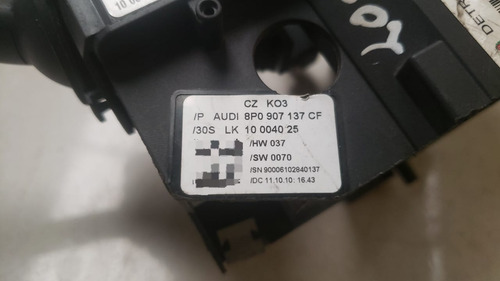 CZ KO3
/P AUDI 8P0 907 137 CF
/30S LK 10 0040 25
/HW 037
/SW 0070
/SN 90006102840137
/DC 11.10.10: 16.43
DETR